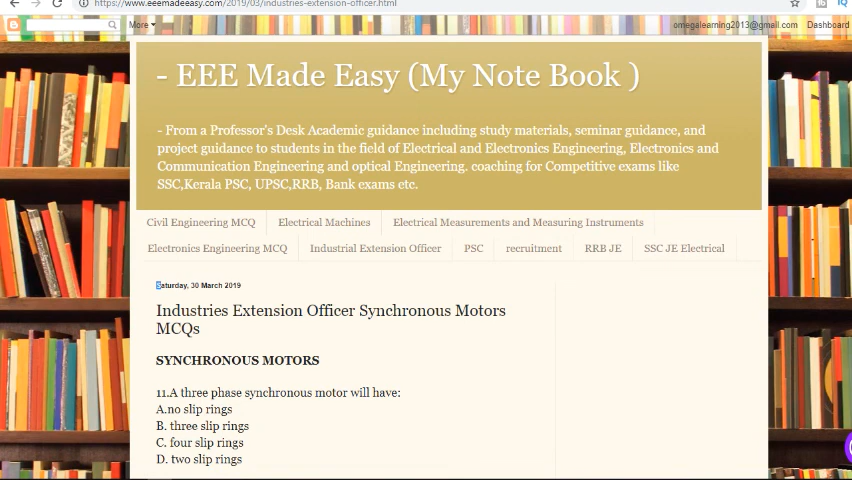 https://www.eeemadeeasy.com/2019/03/industries-extension-officer.html
More
omegalearning2013@gmail.com Dashboard
- EEE Made Easy (My Note Book )
- From a Professor's Desk Academic guidance including study materials, seminar guidance, and
project guidance to students in the field of Electrical and Electronics Engineering, Electronics and
Communication Engineering and optical Engineering. coaching for Competitive exams like
SSC,Kerala PSC, UPSC,RRB, Bank exams etc.
Civil Engineering MCQ Electrical Machines Electrical Measurements and Measuring Instruments
Electronics Engineering MCQ Industrial Extension Officer PSC recruitment RRB JE SSC JE Electrical
Saturday, 30 March 2019
Industries Extension Officer Synchronous Motors
MCQs
SYNCHRONOUS MOTORS
11.A three phase synchronous motor will have:
A.no slip rings
B. three slip rings
C. four slip rings
D. two slip rings